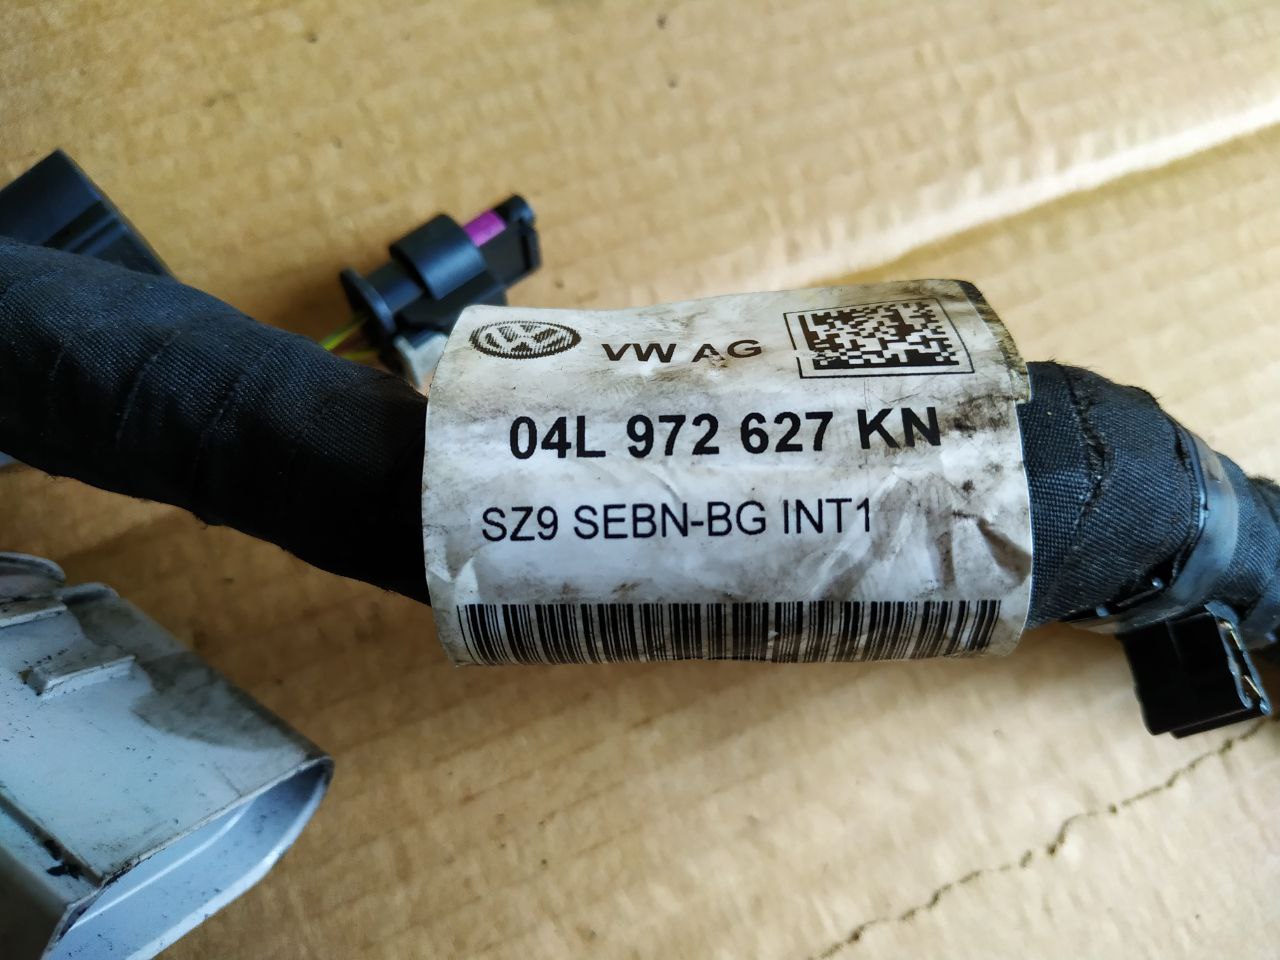 VW AG
04L 972 627 KN
SZ9 SEBN-BG INT1